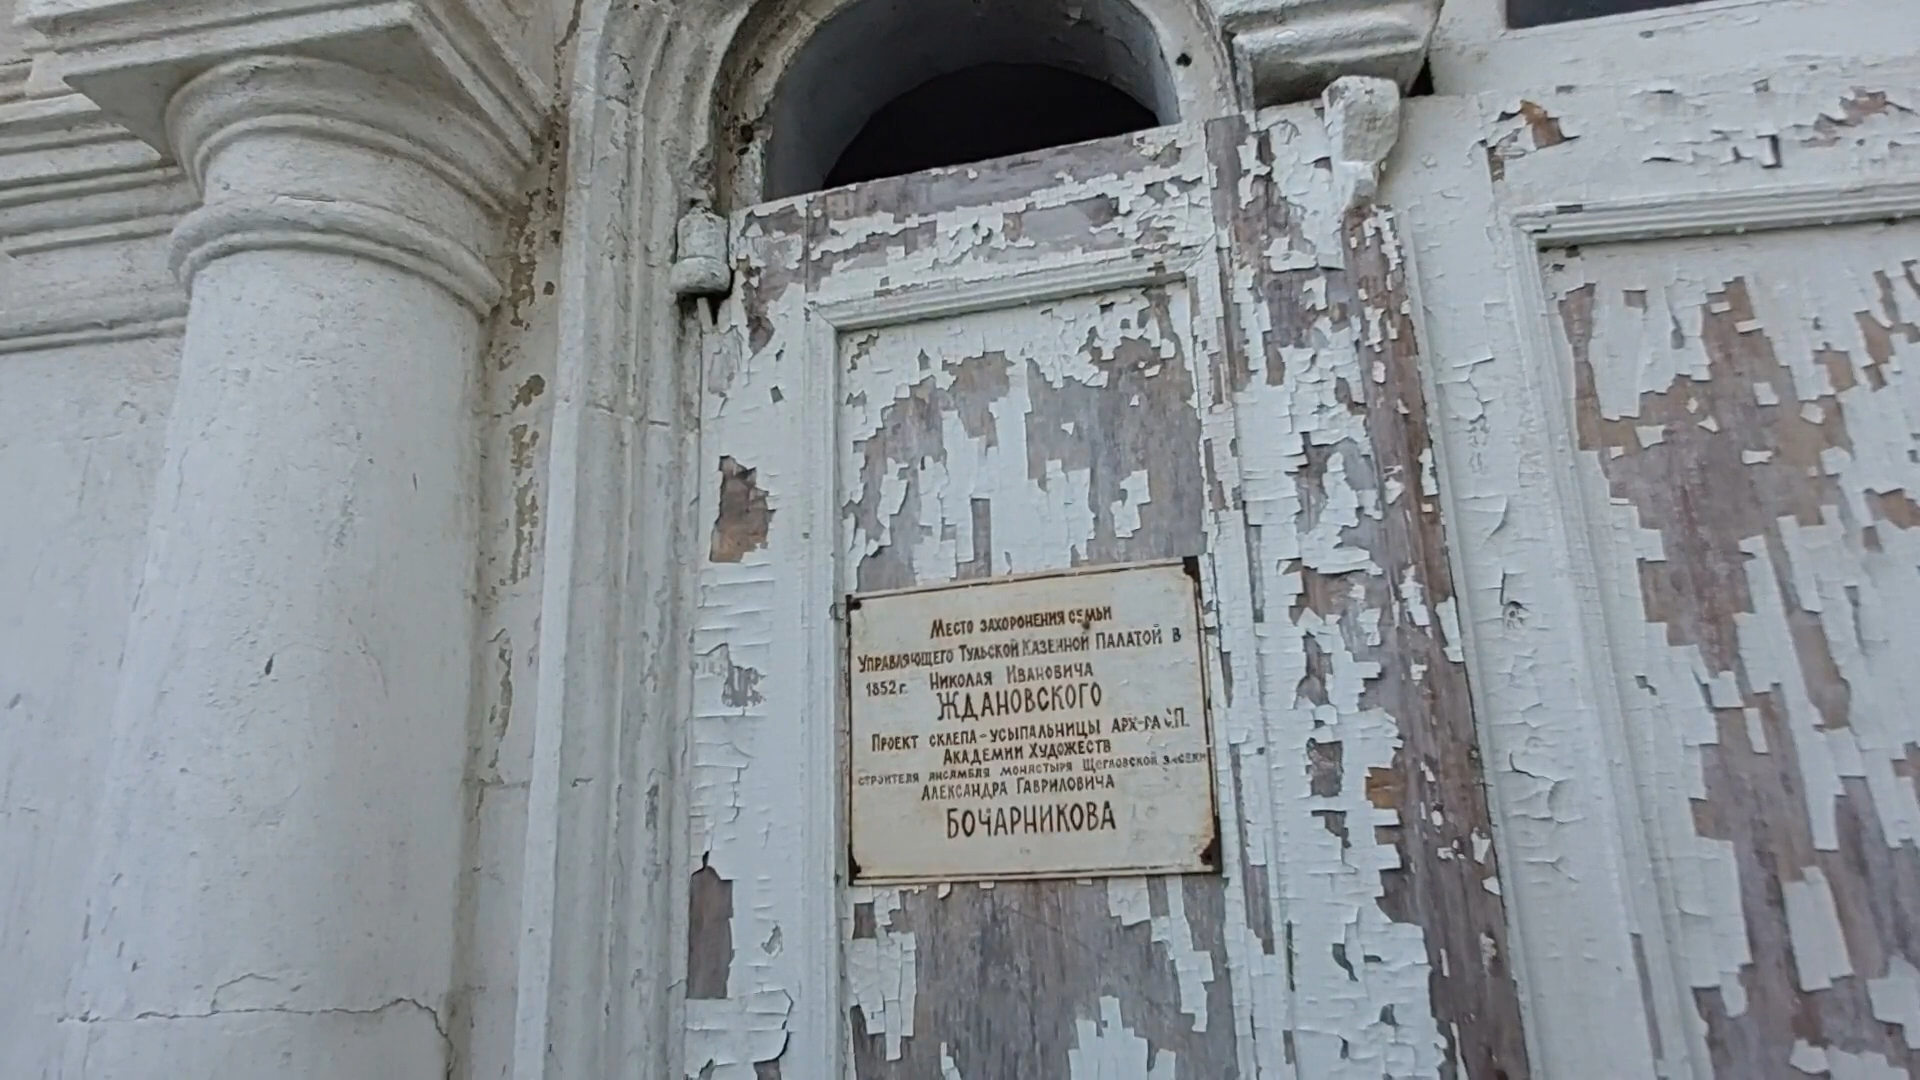 Место захоронения семьи
Управляющего Тульской Казенной Палатой в
1852 г. Николая Ивановича
Ждановского
Проект склепа-усыпальницы арх-ра С.П.
Академии Художеств
строителя ансамбля монастыря Щегловской засеки
Александра Гавриловича
Бочарникова